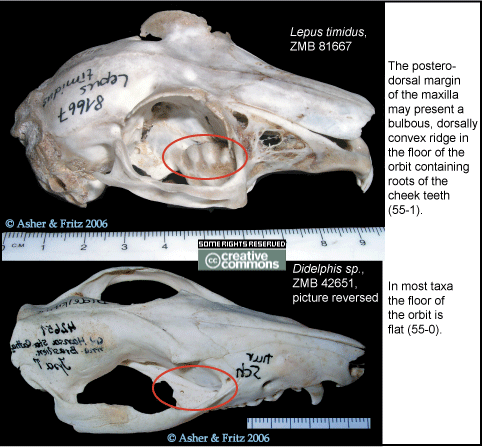 Lepus timidus,
ZMB 81667
The postero-
dorsal margin
of the maxilla
may present a
bulbous, dorsally
convex ridge in
the floor of the
orbit containing
roots of the
cheek teeth
(55-1).
Lepus
timidus
81667
© Asher & Fritz 2006
CM 1 2 3 4 8 9
SOME RIGHTS RESERVED
cc creative
commons
Didelphis sp.,
ZMB 42651,
picture reversed
In most taxa
the floor of
the orbit is
flat (55-0).
42651
© Asher & Fritz 2006